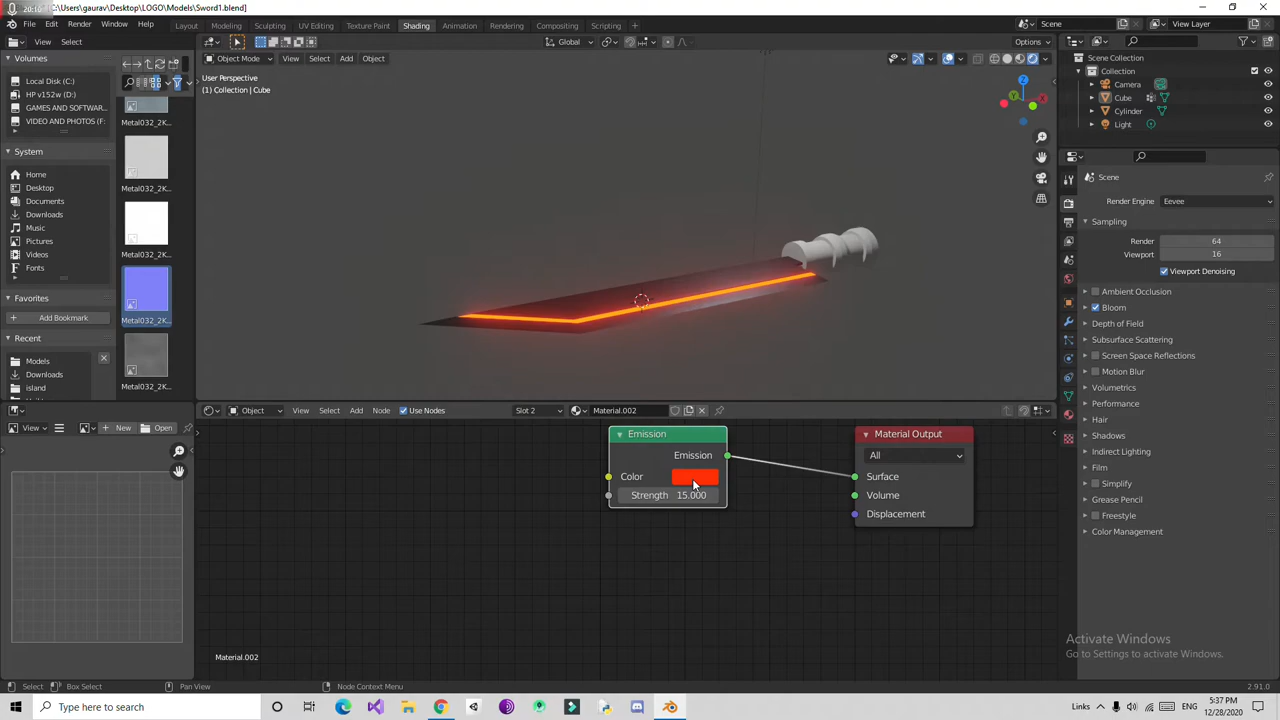 20:10
C:\Users\gaurav\Desktop\LOGO\Models\Sword1.blend]
File Edit Render Window Help Layout Modeling Sculpting UV Editing Texture Paint Shading Animation Rendering Compositing Scripting Scene View Layer
View Select Global Options
Object Mode View Select Add Object
Volumes
Local Disk (C:)
HP v152w (D:)
GAMES AND SOFTWAR...
VIDEO AND PHOTOS (F:
System
Home
Desktop
Documents
Downloads
Music
Pictures
Videos
Fonts
Favorites
Add Bookmark
Recent
Models
Downloads
island
Metal032_2K...
Metal032_2K...
Metal032_2K...
Metal032_2K...
Metal032_2K...
User Perspective
(1) Collection | Cube
Z
Y
X
Scene Collection
Collection
Camera
Cube
Cylinder
Light
Scene
Render Engine Eevee
Sampling
Render 64
Viewport 16
Viewport Denoising
Ambient Occlusion
Bloom
Depth of Field
Subsurface Scattering
Screen Space Reflections
Motion Blur
Volumetrics
Performance
Hair
Shadows
Indirect Lighting
Film
Simplify
Grease Pencil
Freestyle
Color Management
View New Open
Object View Select Add Node Use Nodes Slot 2 Material.002
Emission
Emission
Color
Strength 15.000
Material Output
All
Surface
Volume
Displacement
Material.002
Activate Windows
Go to Settings to activate Windows.
Select Box Select Pan View Node Context Menu 2.91.0
Type here to search Links ENG 5:37 PM
12/28/2020